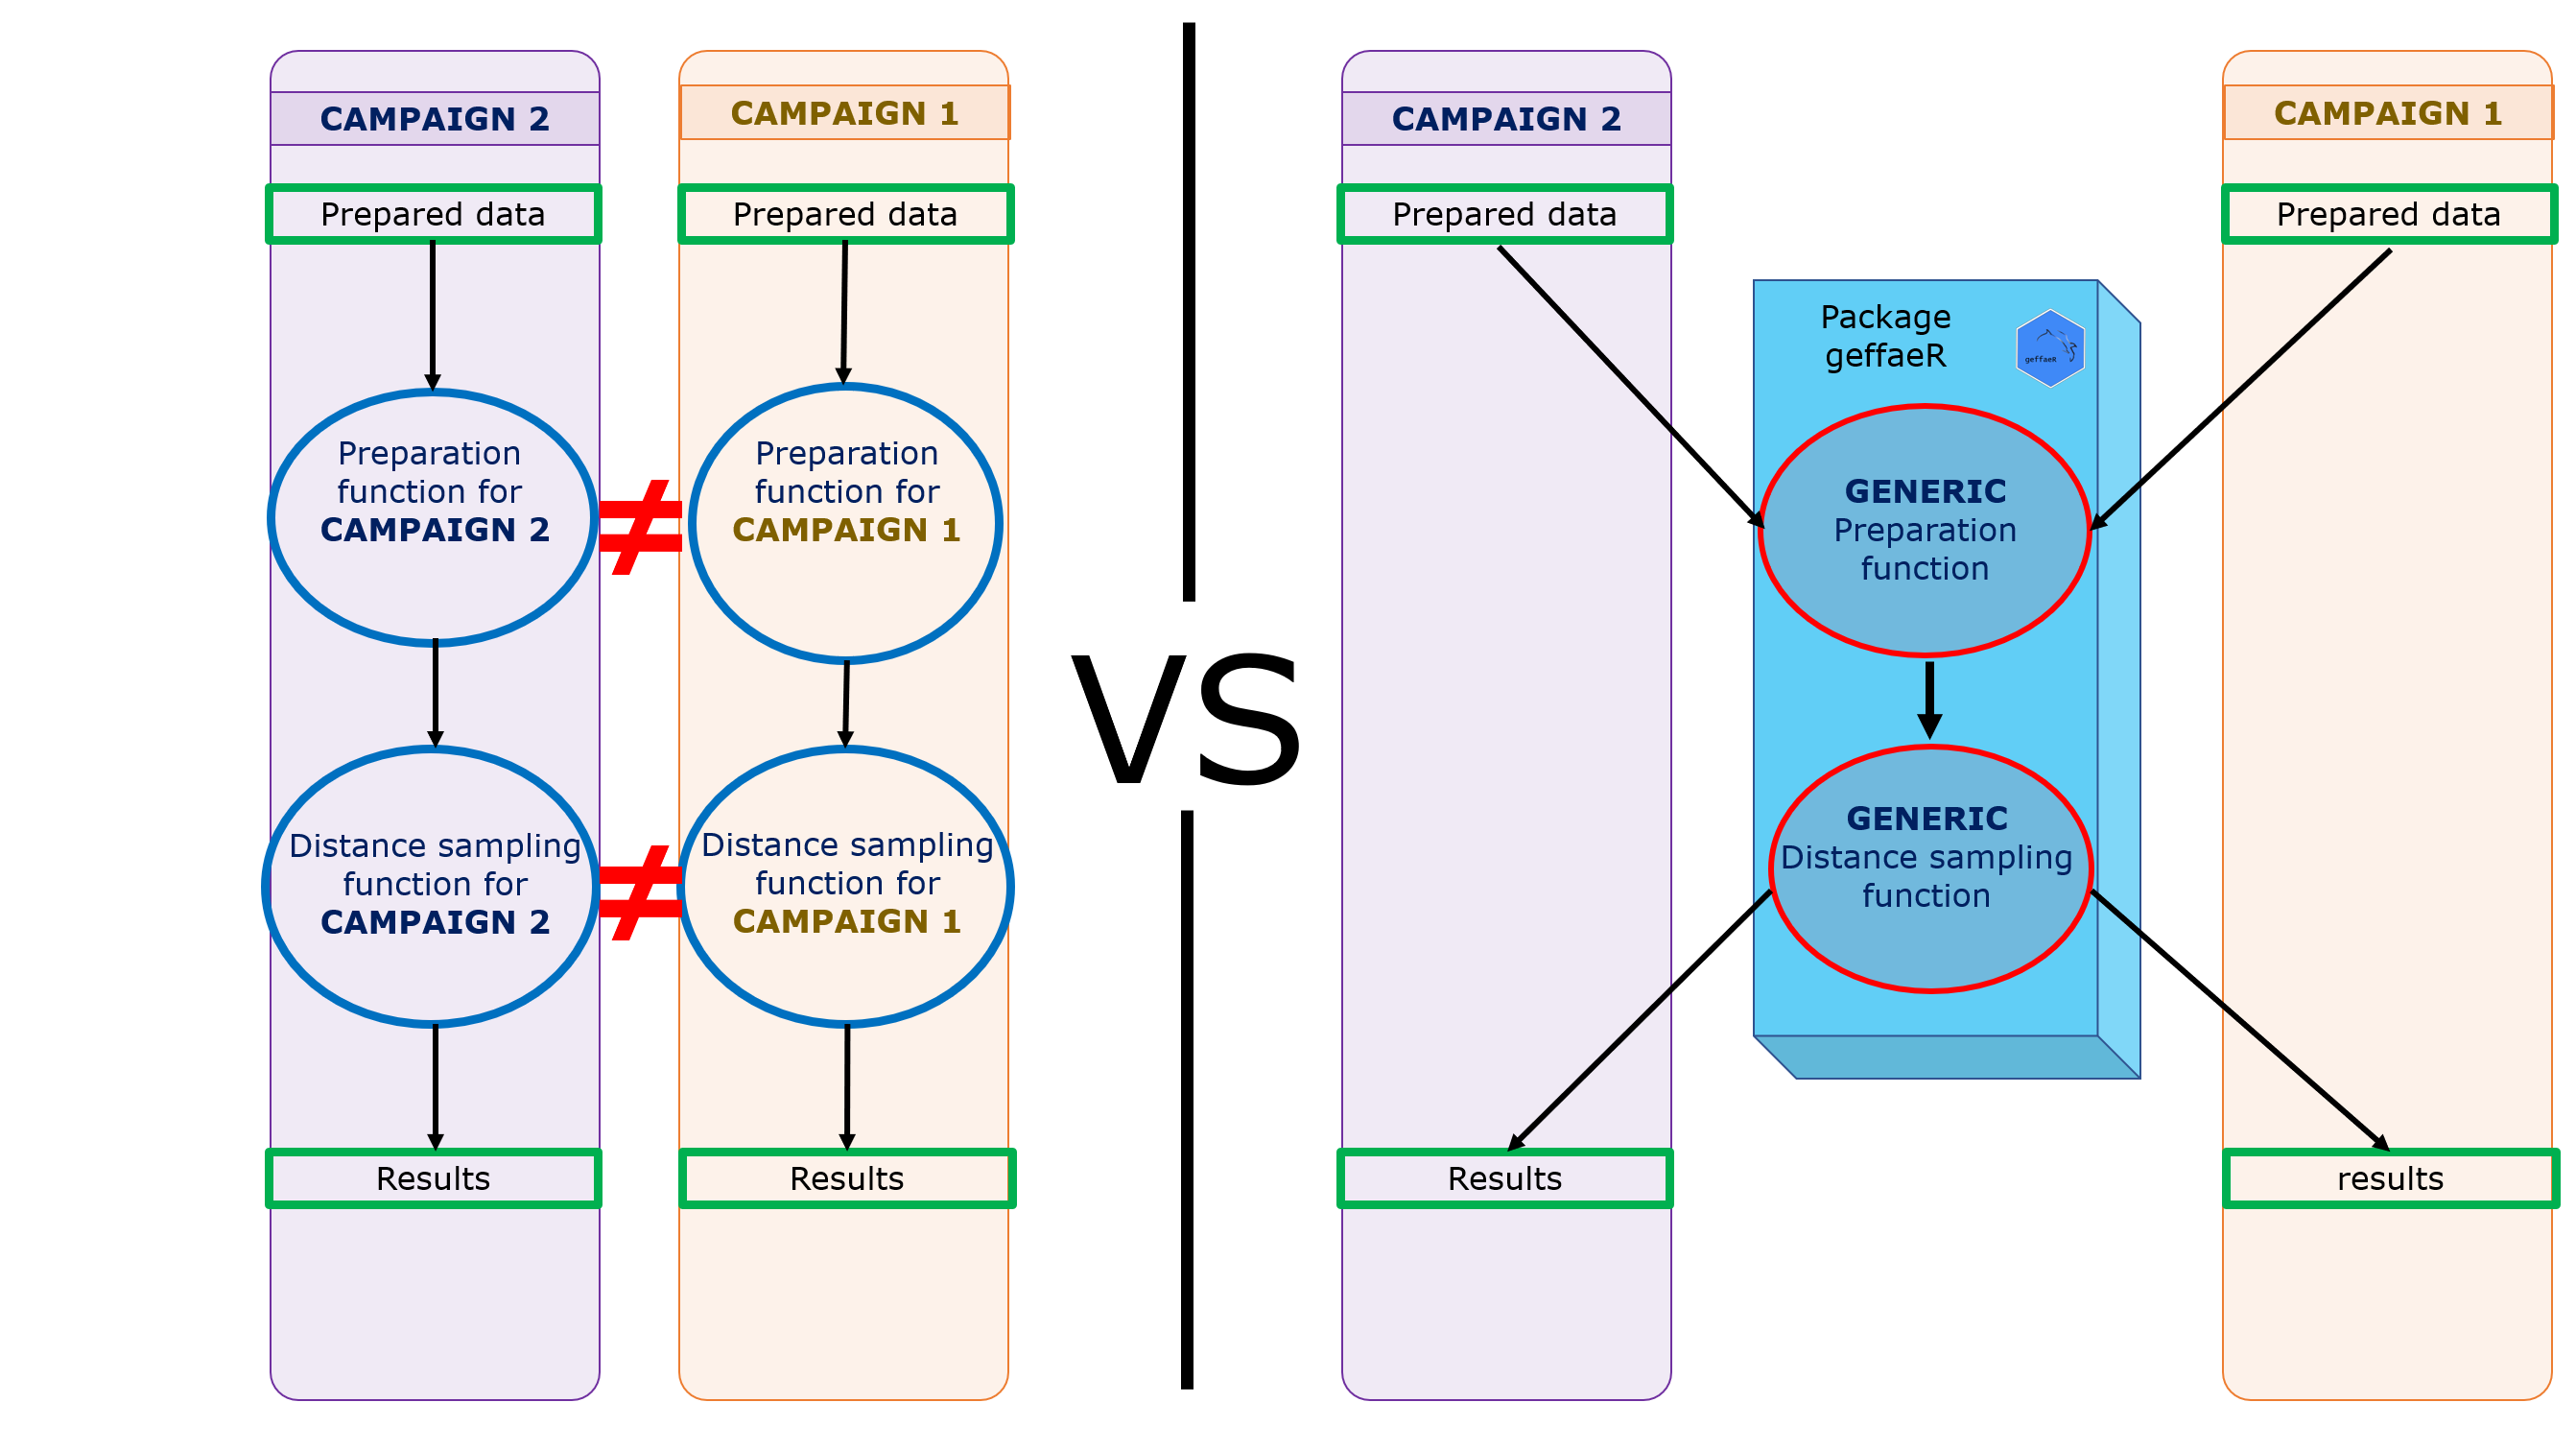 CAMPAIGN 2
Prepared data
Preparation
function for
CAMPAIGN 2
Distance sampling
function for
CAMPAIGN 2
Results
CAMPAIGN 1
Prepared data
Preparation
function for
CAMPAIGN 1
Distance sampling
function for
CAMPAIGN 1
Results
≠
≠
VS
CAMPAIGN 2
Prepared data
Results
Package
geffaeR
geffaeR
GENERIC
Preparation
function
GENERIC
Distance sampling
function
CAMPAIGN 1
Prepared data
results